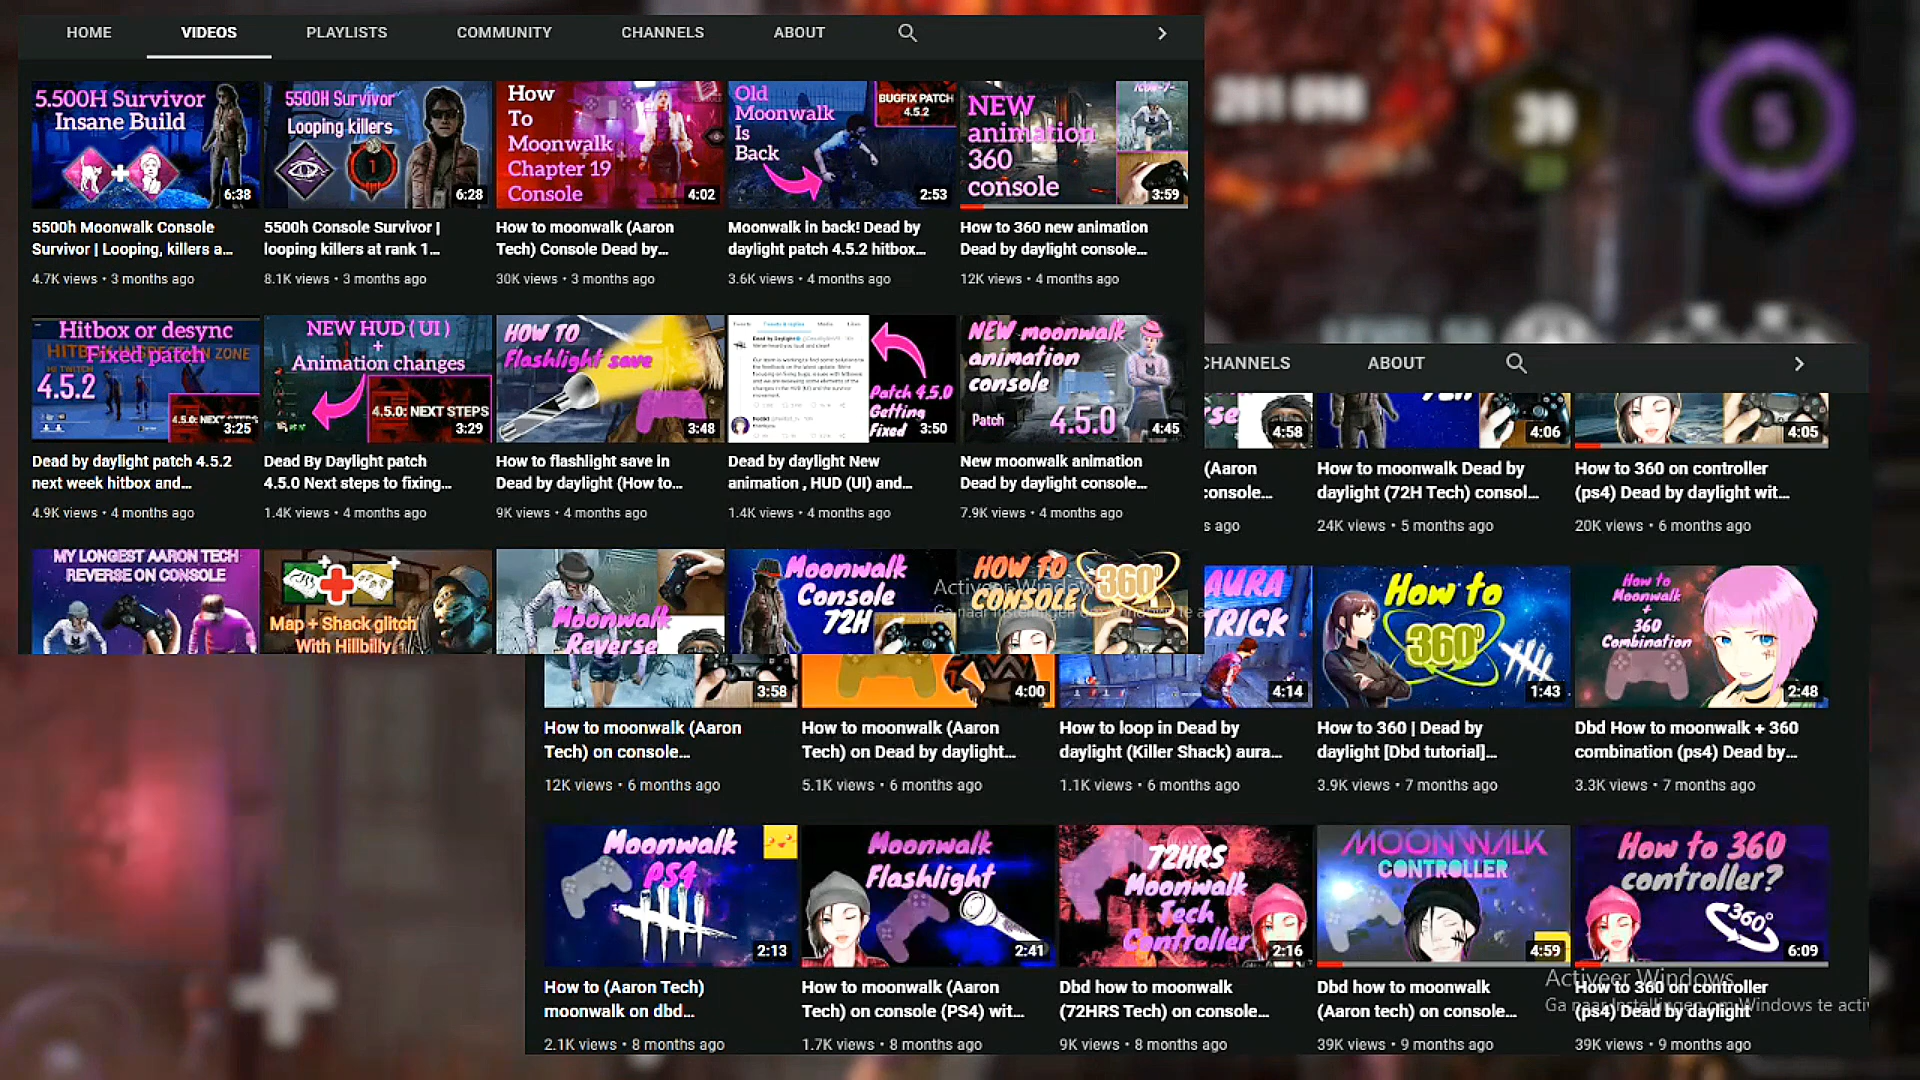 HOME
VIDEOS
PLAYLISTS
COMMUNITY
CHANNELS
ABOUT
5.500H Survivor
Insane Build
6:38
5500H Survivor
Looping killers
1
6:28
How
To
Moonwalk
Chapter 19
Console
4:02
Old
Moonwalk
Is
Back
BUGFIX PATCH
4.5.2
2:53
NEW
animation
360
console
3:59
5500h Moonwalk Console
Survivor | Looping, killers a...
4.7K views • 3 months ago
5500h Console Survivor |
looping killers at rank 1...
8.1K views • 3 months ago
How to moonwalk (Aaron
Tech) Console Dead by...
30K views • 3 months ago
Moonwalk in back! Dead by
daylight patch 4.5.2 hitbox...
3.6K views • 4 months ago
How to 360 new animation
Dead by daylight console...
12K views • 4 months ago
Hitbox or desync
Fixed patch
4.5.2
4.5.0: NEXT STEPS
3:25
NEW HUD ( UI )
+
Animation changes
4.5.0: NEXT STEPS
3:29
HOW TO
Flashlight save
3:48
Tweets
Tweets & replies
Media
Likes
Patch 4.5.0
Getting
Fixed
3:50
NEW moonwalk
animation
console
Patch
4.5.0
4:45
Dead by daylight patch 4.5.2
next week hitbox and...
4.9K views • 4 months ago
Dead By Daylight patch
4.5.0 Next steps to fixing...
1.4K views • 4 months ago
How to flashlight save in
Dead by daylight (How to...
9K views • 4 months ago
Dead by daylight New
animation , HUD (UI) and...
1.4K views • 4 months ago
New moonwalk animation
Dead by daylight console...
7.9K views • 4 months ago
MY LONGEST AARON TECH
REVERSE ON CONSOLE
Map + Shack glitch
With Hillbilly
Moonwalk
Reverse
Moonwalk
Console
72H
HOW TO
CONSOLE
360°
Activeer Windows
CHANNELS
ABOUT
4:58
4:06
4:05
(Aaron
console...
s ago
How to moonwalk Dead by
daylight (72H Tech) consol...
24K views • 5 months ago
How to 360 on controller
(ps4) Dead by daylight wit...
20K views • 6 months ago
3:58
4:00
AURA
TRICK
4:14
How to
360°
1:43
How to
Moonwalk
+
360
Combination
2:48
How to moonwalk (Aaron
Tech) on console...
12K views • 6 months ago
How to moonwalk (Aaron
Tech) on Dead by daylight...
5.1K views • 6 months ago
How to loop in Dead by
daylight (Killer Shack) aura...
1.1K views • 6 months ago
How to 360 | Dead by
daylight [Dbd tutorial]...
3.9K views • 7 months ago
Dbd How to moonwalk + 360
combination (ps4) Dead by...
3.3K views • 7 months ago
Moonwalk
PS4
2:13
Moonwalk
Flashlight
2:41
72HRS
Moonwalk
Tech
Controller
2:16
MOONWALK
CONTROLLER
4:59
How to 360
controller?
360°
6:09
How to (Aaron Tech)
moonwalk on dbd...
2.1K views • 8 months ago
How to moonwalk (Aaron
Tech) on console (PS4) wit...
1.7K views • 8 months ago
Dbd how to moonwalk
(72HRS Tech) on console...
9K views • 8 months ago
Dbd how to moonwalk
(Aaron tech) on console...
39K views • 9 months ago
How to 360 on controller
(ps4) Dead by daylight
39K views • 9 months ago
Activeer Windows
Ga naar Instellingen om Windows te acti